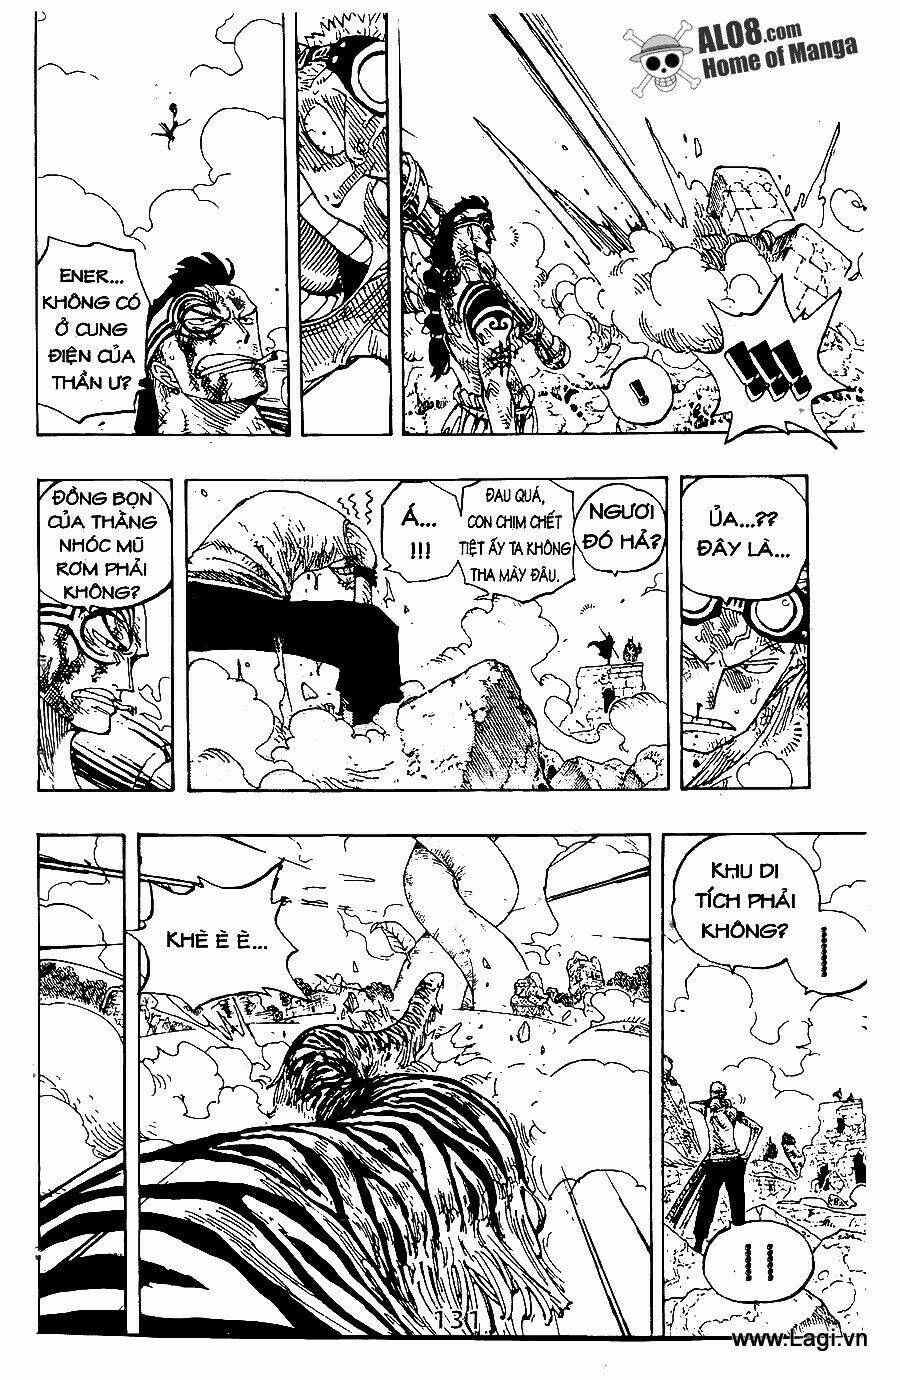 ALO8.com
Home of Manga
!!!
!
ENER...
KHÔNG CÓ
Ở CUNG
ĐIỆN CỦA
THẦN Ư?
ỦA...??
ĐÂY LÀ...
NGƯƠI
ĐÓ HẢ?
ĐAU QUÁ,
CON CHIM CHẾT
TIỆT ẤY TA KHÔNG
THA MÀY ĐÂU.
Á...
!!!
ĐỒNG BỌN
CỦA THẰNG
NHÓC MŨ
RƠM PHẢI
KHÔNG?
KHU DI
TÍCH PHẢI
KHÔNG?
KHÈ È È...
131
www.Lagi.vn